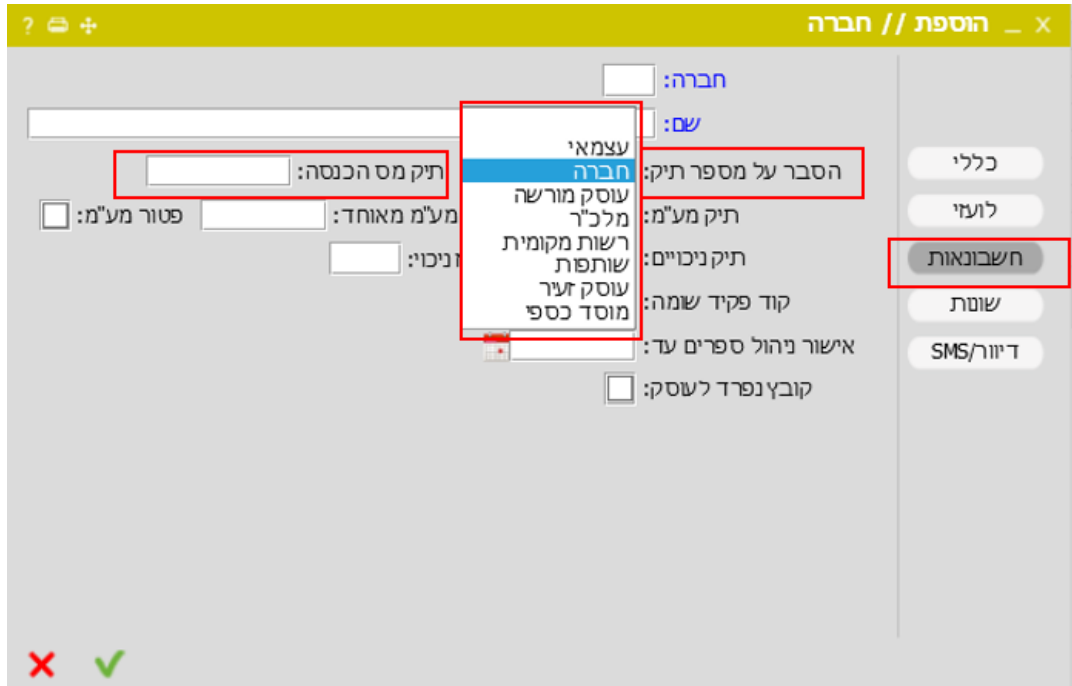 הוספת // חברה
חברה:
שם:
הסבר על מספר תיק:
תיק מס הכנסה:
תיק מע"מ:
מע"מ מאוחד:
פטור מע"מ:
תיק ניכויים:
ניכוי:
קוד פקיד שומה:
אישור ניהול ספרים עד:
קובץ נפרד לעוסק:
עצמאי
חברה
עוסק מורשה
מלכ"ר
רשות מקומית
שותפות
עוסק זעיר
מוסד כספי
כללי
לועזי
חשבונאות
שונות
דיוור/SMS